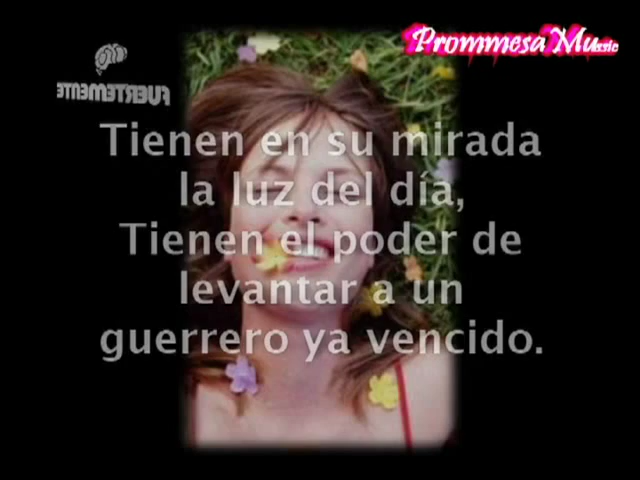 Prommesa Mussic
FUERTEMENTE
Tienen en su mirada
la luz del día,
Tienen el poder de
levantar a un
guerrero ya vencido.